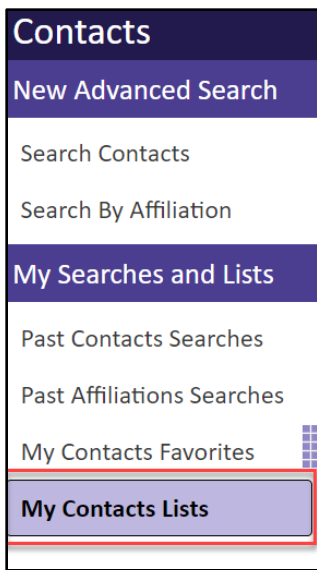 Contacts
New Advanced Search
Search Contacts
Search By Affiliation
My Searches and Lists
Past Contacts Searches
Past Affiliations Searches
My Contacts Favorites
My Contacts Lists